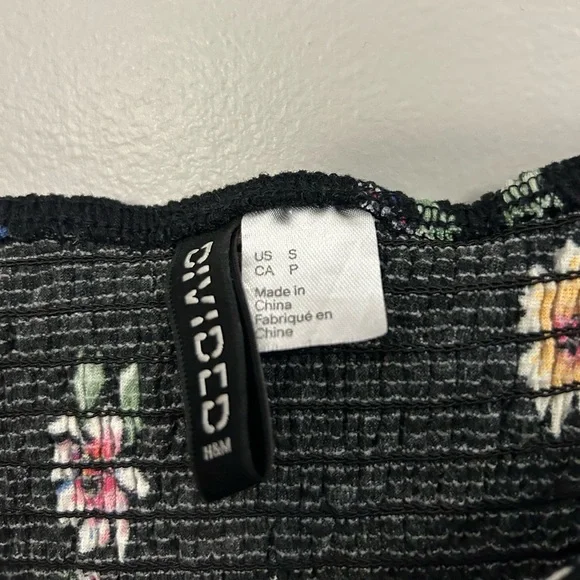 DIVIDED
H&M
US S
CA P
Made in
China
Fabriqué en
Chine